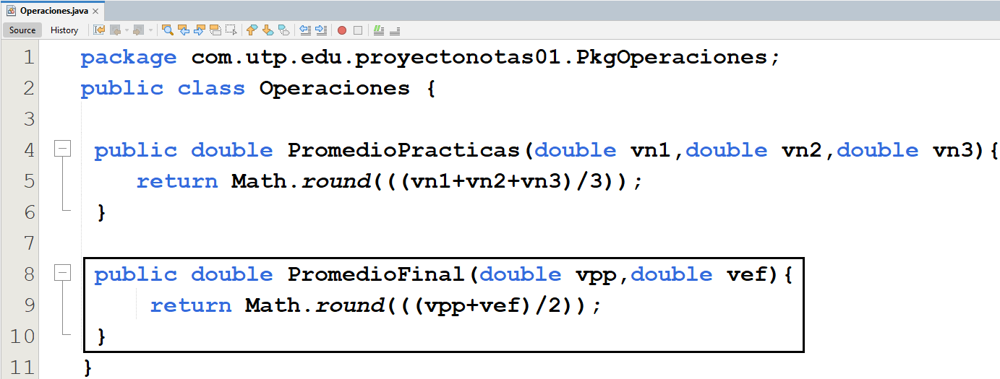 Operaciones.java
Source History
1 package com.utp.edu.proyectonotas01.PkgOperaciones;
2 public class Operaciones {
3
4 public double PromedioPracticas(double vn1,double vn2,double vn3){
5 return Math.round(((vn1+vn2+vn3)/3));
6 }
7
8 public double PromedioFinal(double vpp,double vef){
9 return Math.round(((vpp+vef)/2));
10 }
11 }